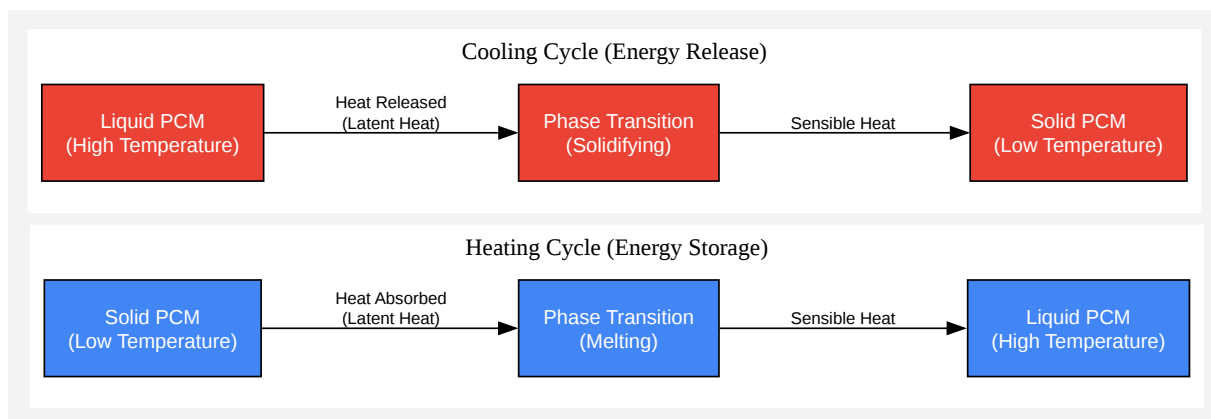 Cooling Cycle (Energy Release)
Liquid PCM
(High Temperature)
Heat Released
(Latent Heat)
Phase Transition
(Solidifying)
Sensible Heat
Solid PCM
(Low Temperature)
Heating Cycle (Energy Storage)
Solid PCM
(Low Temperature)
Heat Absorbed
(Latent Heat)
Phase Transition
(Melting)
Sensible Heat
Liquid PCM
(High Temperature)